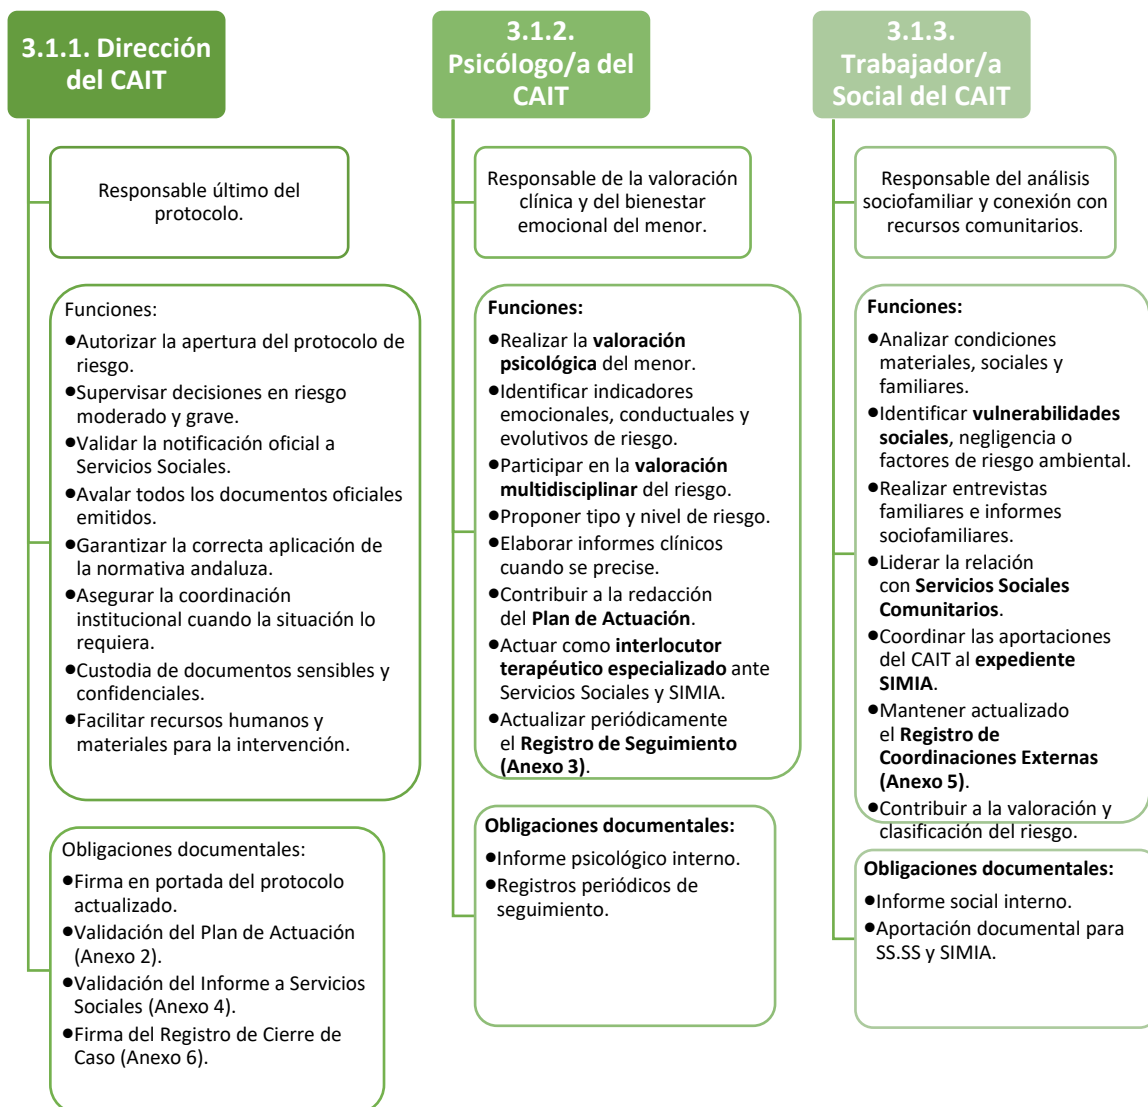 3.1.1. Dirección
del CAIT
Responsable último del
protocolo.
Funciones:
●Autorizar la apertura del protocolo de
riesgo.
●Supervisar decisiones en riesgo
moderado y grave.
●Validar la notificación oficial a
Servicios Sociales.
●Avalar todos los documentos oficiales
emitidos.
●Garantizar la correcta aplicación de
la normativa andaluza.
●Asegurar la coordinación
institucional cuando la situación lo
requiera.
●Custodia de documentos sensibles y
confidenciales.
●Facilitar recursos humanos y
materiales para la intervención.
Obligaciones documentales:
●Firma en portada del protocolo
actualizado.
●Validación del Plan de Actuación
(Anexo 2).
●Validación del Informe a Servicios
Sociales (Anexo 4).
●Firma del Registro de Cierre de
Caso (Anexo 6).
3.1.2.
Psicólogo/a del
CAIT
Responsable de la valoración
clínica y del bienestar
emocional del menor.
Funciones:
●Realizar la valoración
psicológica del menor.
●Identificar indicadores
emocionales, conductuales y
evolutivos de riesgo.
●Participar en la valoración
multidisciplinar del riesgo.
●Proponer tipo y nivel de riesgo.
●Elaborar informes clínicos
cuando se precise.
●Contribuir a la redacción
del Plan de Actuación.
●Actuar como interlocutor
terapéutico especializado ante
Servicios Sociales y SIMIA.
●Actualizar periódicamente
el Registro de Seguimiento
(Anexo 3).
Obligaciones documentales:
●Informe psicológico interno.
●Registros periódicos de
seguimiento.
3.1.3.
Trabajador/a
Social del CAIT
Responsable del análisis
sociofamiliar y conexión con
recursos comunitarios.
Funciones:
●Analizar condiciones
materiales, sociales y
familiares.
●Identificar vulnerabilidades
sociales, negligencia o
factores de riesgo ambiental.
●Realizar entrevistas
familiares e informes
sociofamiliares.
●Liderar la relación
con Servicios Sociales
Comunitarios.
●Coordinar las aportaciones
del CAIT al expediente
SIMIA.
●Mantener actualizado
el Registro de
Coordinaciones Externas
(Anexo 5).
●Contribuir a la valoración y
clasificación del riesgo.
Obligaciones documentales:
●Informe social interno.
●Aportación documental para
SS.SS y SIMIA.